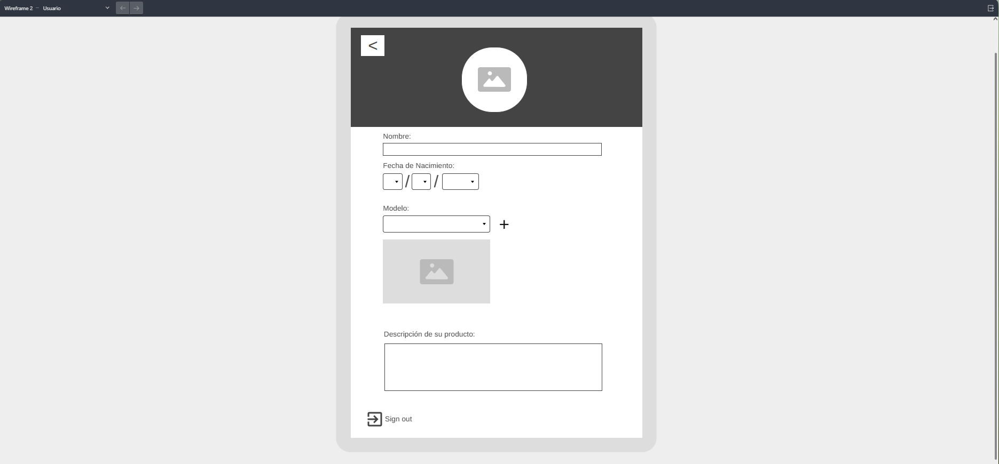 Wireframe 2 – Usuario
<
Nombre:
Fecha de Nacimiento:
/ /
Modelo:
+
Descripción de su producto:
Sign out